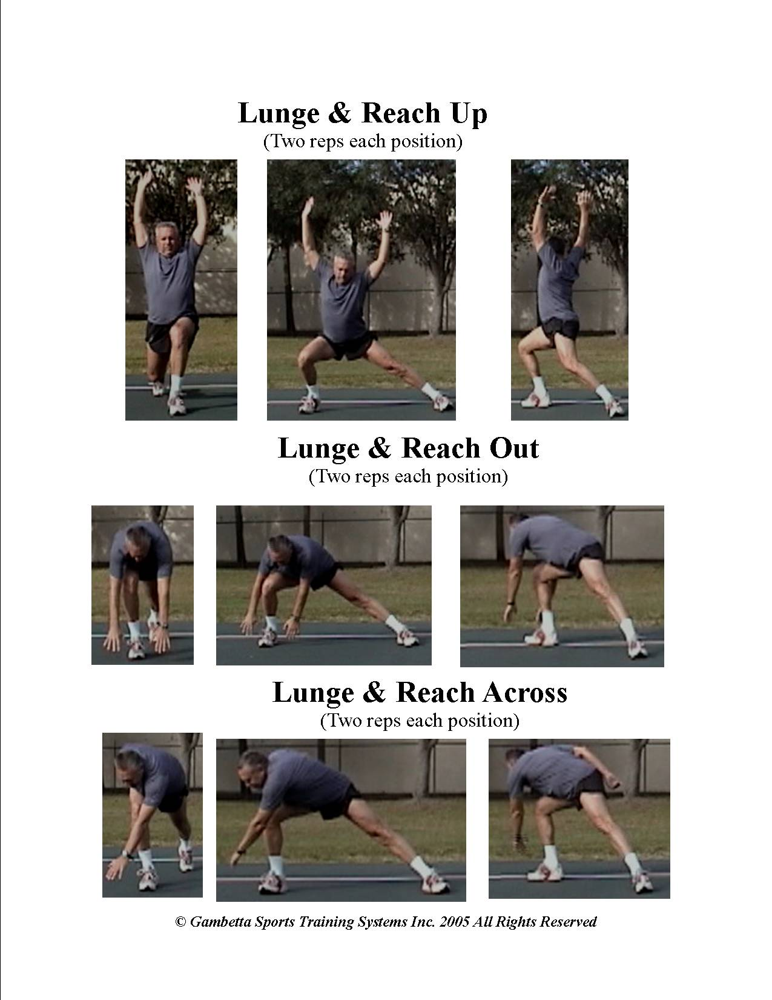 Lunge & Reach Up
(Two reps each position)
Lunge & Reach Out
(Two reps each position)
Lunge & Reach Across
(Two reps each position)
© Gambetta Sports Training Systems Inc. 2005 All Rights Reserved